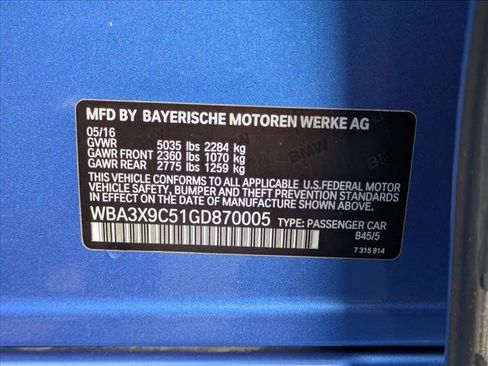 MFD BY BAYERISCHE MOTOREN WERKE AG
05/16
GVWR 5035 lbs 2284 kg
GAWR FRONT 2360 lbs 1070 kg
GAWR REAR 2775 lbs 1259 kg
THIS VEHICLE CONFORMS TO ALL APPLICABLE U.S.FEDERAL MOTOR
VEHICLE SAFETY, BUMPER AND THEFT PREVENTION STANDARDS
IN EFFECT ON THE DATE OF MANUFACTURE SHOWN ABOVE.
WBA3X9C51GD870005 TYPE: PASSENGER CAR
B45/5
7 315 814
BMW